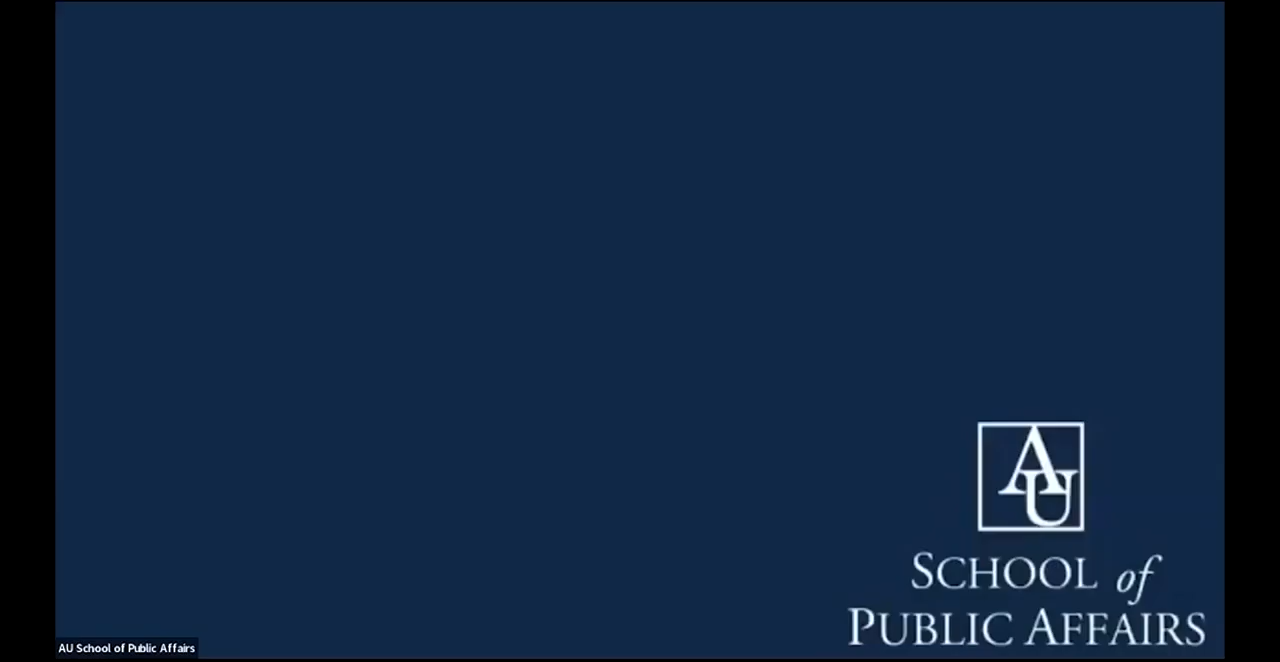 AU
SCHOOL of
PUBLIC AFFAIRS
AU School of Public Affairs